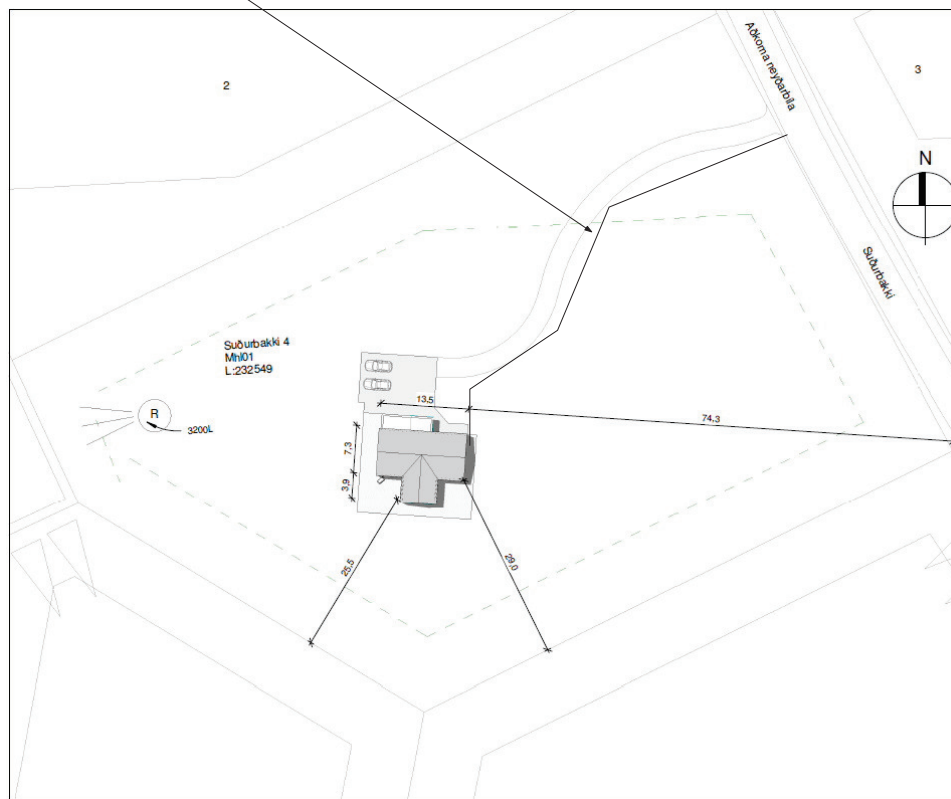 2
Aðkoma neyðarbíla
3
N
Suðurbakki
Suðurbakki 4
Mhl01
L:232549
13,5
74,3
R
3200L
7,3
3,9
25,5
29,0